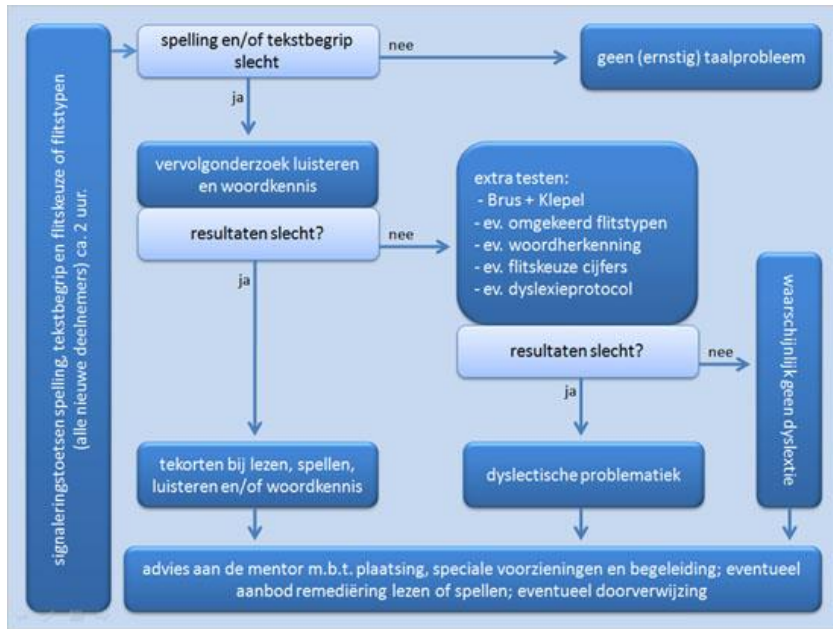 signaleringstoetsen spelling, tekstbegrip en flitskeuze of flitstypen
(alle nieuwe deelnemers) ca. 2 uur.
spelling en/of tekstbegrip
slecht
nee
geen (ernstig) taalprobleem
ja
vervolgonderzoek luisteren
en woordkennis
resultaten slecht?
nee
extra testen:
- Brus + Klepel
- ev. omgekeerd flitstypen
- ev. woordherkenning
- ev. flitskeuze cijfers
- ev. dyslexieprotocol
ja
resultaten slecht?
nee
waarschijnlijk geen dyslextie
ja
tekorten bij lezen, spellen,
luisteren en/of woordkennis
dyslectische problematiek
advies aan de mentor m.b.t. plaatsing, speciale voorzieningen en begeleiding; eventueel
aanbod remediëring lezen of spellen; eventueel doorverwijzing